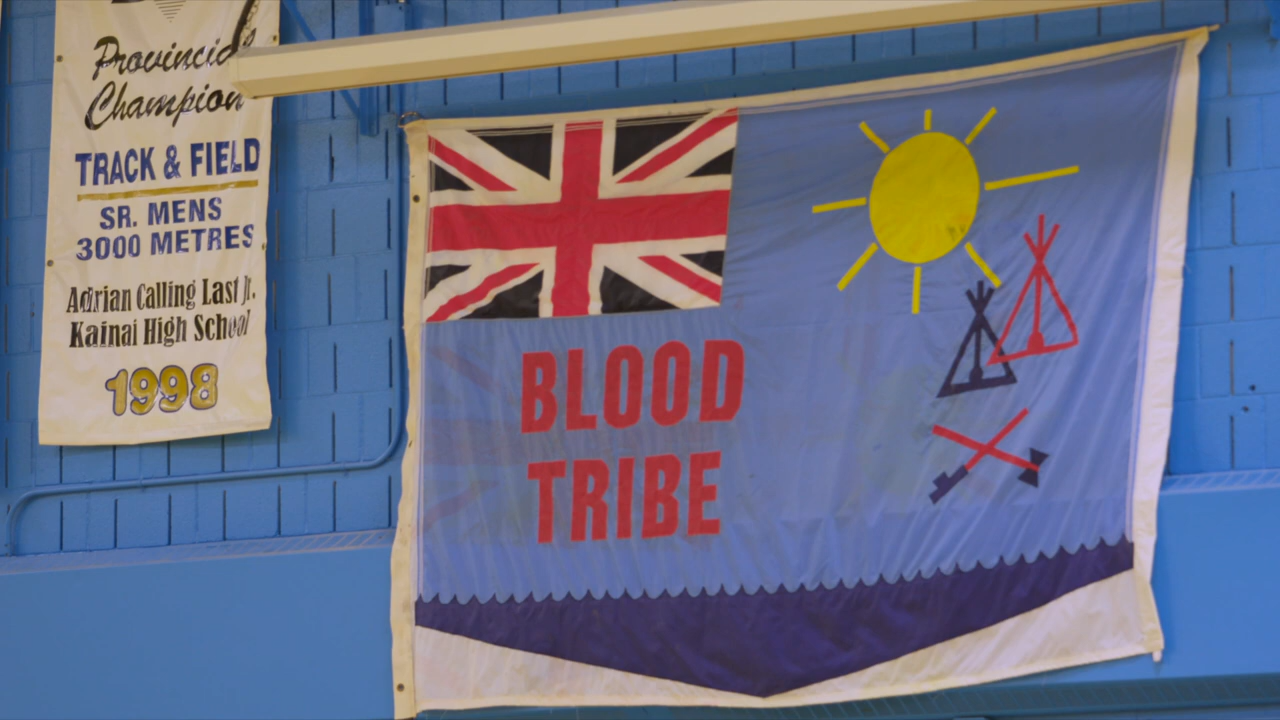 Provincial
Champion
TRACK & FIELD
SR. MENS
3000 METRES
Adrian Calling Last Jr.
Kainai High School
1998
BLOOD
TRIBE